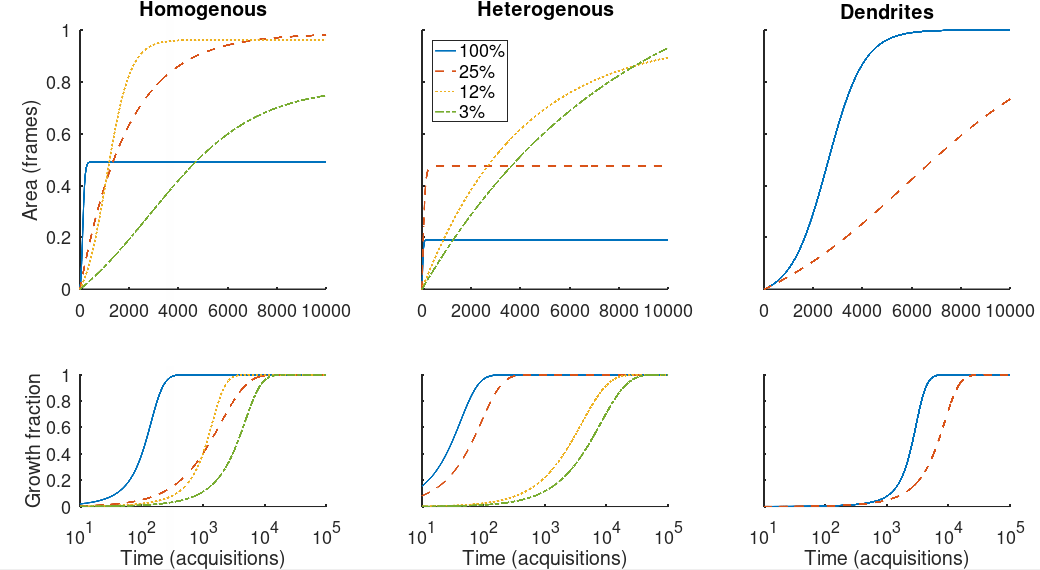 Homogenous Heterogenous Dendrites
Area (frames)
1
0.8
0.6
0.4
0.2
0
0 2000 4000 6000 8000 10000
100%
25%
12%
3%
0 2000 4000 6000 8000 10000
0 2000 4000 6000 8000 10000
Growth fraction
1
0.8
0.6
0.4
0.2
0
10^1 10^2 10^3 10^4 10^5
Time (acquisitions)
10^1 10^2 10^3 10^4 10^5
Time (acquisitions)
10^1 10^2 10^3 10^4 10^5
Time (acquisitions)